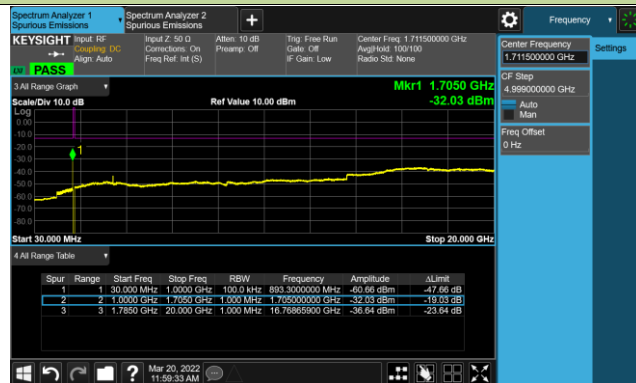 Spectrum Analyzer 1
Spurious Emissions
Spectrum Analyzer 2
Spurious Emissions
+
Frequency
KEYSIGHT
Input: RF
Coupling: DC
Align: Auto
Input Z: 50 Ω
Corrections: On
Freq Ref: Int (S)
Atten: 10 dB
Preamp: Off
Trig: Free Run
Gate: Off
IF Gain: Low
Center Freq: 1.711500000 GHz
Avg|Hold: 100/100
Radio Std: None
PASS
Center Frequency
1.711500000 GHz
Settings
CF Step
4.999000000 GHz
Auto
Man
Freq Offset
0 Hz
3 All Range Graph
Mkr1 1.7050 GHz
Scale/Div 10.0 dB
Ref Value 10.00 dBm
-32.03 dBm
Log
0.00
-10.0
-20.0
-30.0
-40.0
-50.0
-60.0
-70.0
-80.0
1
Start 30.000 MHz
Stop 20.000 GHz
4 All Range Table
Spur Range Start Freq Stop Freq RBW Frequency Amplitude ΔLimit
1 1 30.000 MHz 1.0000 GHz 100.0 kHz 893.3000000 MHz -60.66 dBm -47.66 dB
2 2 1.0000 GHz 1.7050 GHz 1.000 MHz 1.705000000 GHz -32.03 dBm -19.03 dB
3 3 1.7850 GHz 20.000 GHz 1.000 MHz 16.76865900 GHz -36.64 dBm -23.64 dB
?
Mar 20, 2022
11:59:33 AM